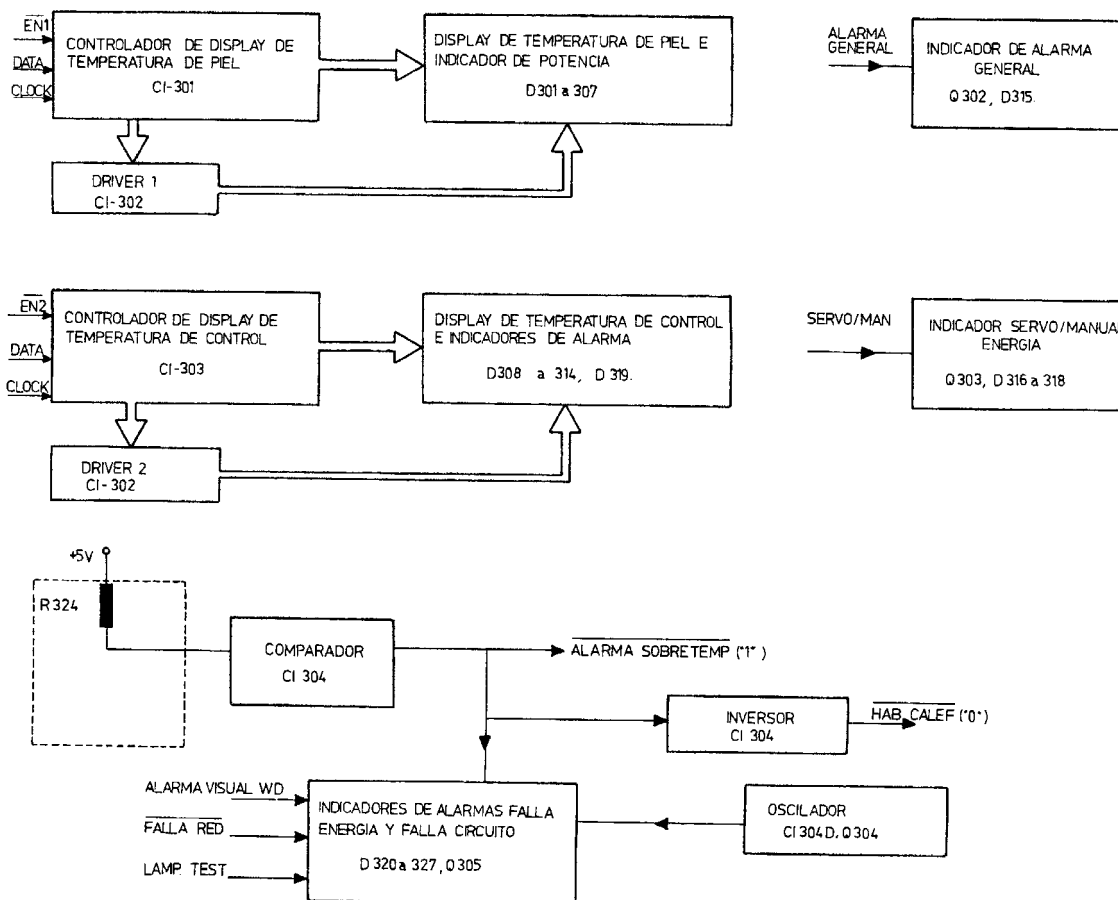 EN1
DATA
CLOCK
CONTROLADOR DE DISPLAY DE
TEMPERATURA DE PIEL
CI-301
DISPLAY DE TEMPERATURA DE PIEL E
INDICADOR DE POTENCIA
D301 a 307
ALARMA
GENERAL
INDICADOR DE ALARMA
GENERAL
Q302, D315.
DRIVER 1
CI-302
EN2
DATA
CLOCK
CONTROLADOR DE DISPLAY DE
TEMPERATURA DE CONTROL
CI-303
DISPLAY DE TEMPERATURA DE CONTROL
E INDICADORES DE ALARMA
D308 a 314, D319.
SERVO/MAN
INDICADOR SERVO/MANUA
ENERGIA
Q303, D316 a 318
DRIVER 2
CI-302
+5V
R324
COMPARADOR
CI 304
ALARMA SOBRETEMP ("1")
INVERSOR
CI 304
HAB CALEF ("0")
ALARMA VISUAL WD
FALLA RED
LAMP. TEST
INDICADORES DE ALARMAS FALLA
ENERGIA Y FALLA CIRCUITO
D320 a 327, Q305
OSCILADOR
CI 304D, Q304